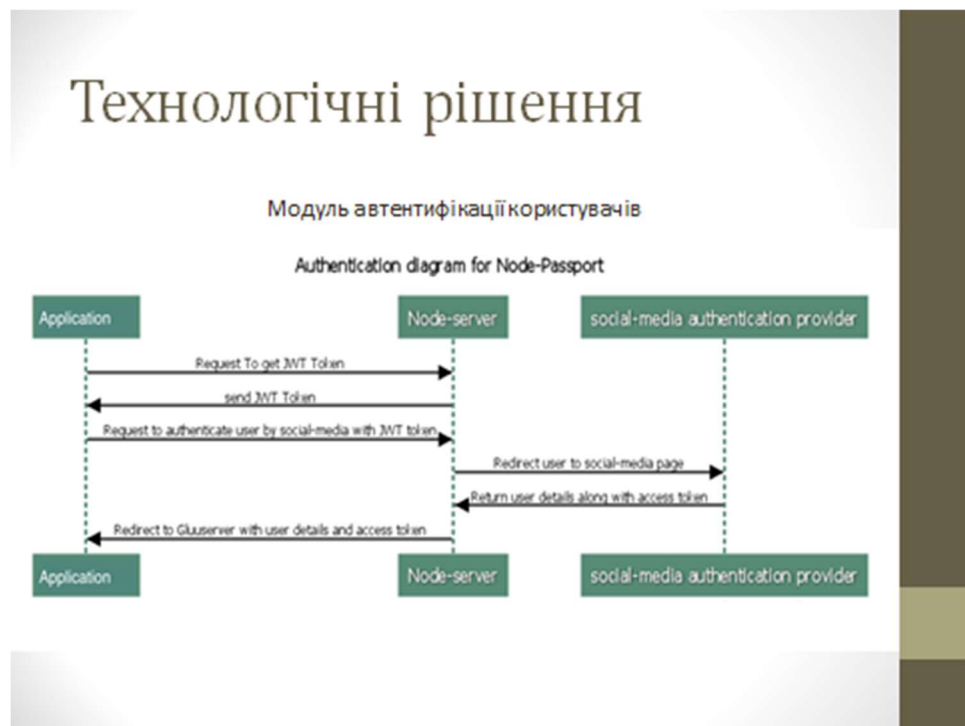 Технологічні рішення
Модуль автентифікації користувачів
Authentication diagram for Node-Passport
Application
Node-server
social-media authentication provider
Request To get JWT Token
send JWT Token
Request to authenticate user by social-media with JWT token
Redirect user to social-media page
Return user details along with access token
Redirect to Gluuserver with user details and access token
Application
Node-server
social-media authentication provider